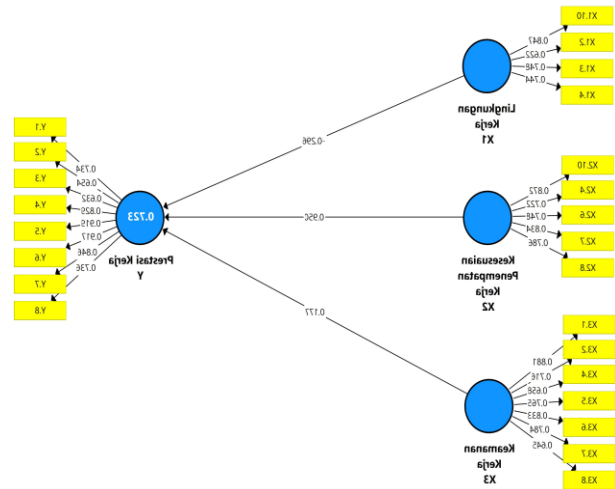 X1.10
X1.2
X1.3
X1.4
0.847
0.622
0.748
0.744
Lingkungan
Kerja
X1
-0.296
X2.10
X2.4
X2.6
X2.7
X2.8
0.872
0.722
0.748
0.834
0.786
Kesesuaian
Penempatan
Kerja
X2
0.950
X3.1
X3.2
X3.4
X3.5
X3.6
X3.7
X3.8
0.881
0.716
0.658
0.765
0.833
0.784
0.645
Keamanan
Kerja
X3
0.177
0.723
Prestasi Kerja
Y
0.734
0.654
0.632
0.829
0.915
0.917
0.846
0.736
Y.1
Y.2
Y.3
Y.4
Y.5
Y.6
Y.7
Y.8